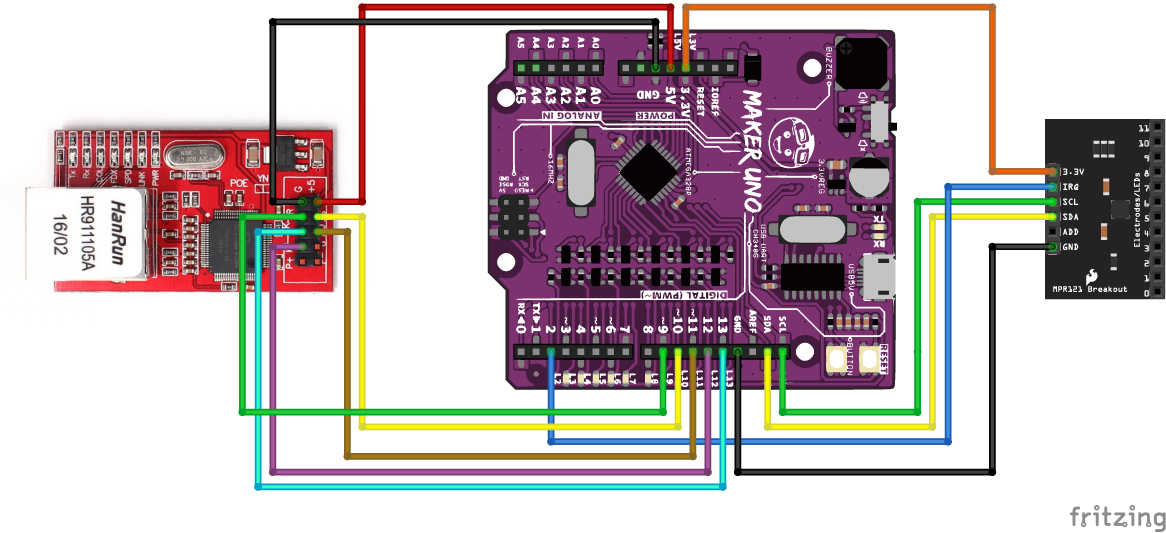 A5 A4 A3 A2 A1 A0
L5V L3V
BUZZER
A5 A4 A3 A2 A1 A0
GND 5V 3.3V RESET IOREF
ANALOG IN
POWER
MAKER UNO
16MHZ
ATMEGA328P
3.3V REG
TX
RX
USB UART
CH340G
USB5V
DIGITAL (PWM~)
RX◄0 TX►1 2 ~3 4 ~5 ~6 7 8 ~9 ~10 ~11 12 13 GND AREF SDA SCL
L2 L3 L4 L5 L6 L7 L8 L9 L10 L11 L12 L13
RESET
HanRun
HR911105A
16/02
POE
PWR
G +5
P+
11
10
9
8
7
6
5
4
3
2
1
0
Electrodes/LEDs
3.3V
IRQ
SCL
SDA
ADD
GND
MPR121 Breakout
fritzing